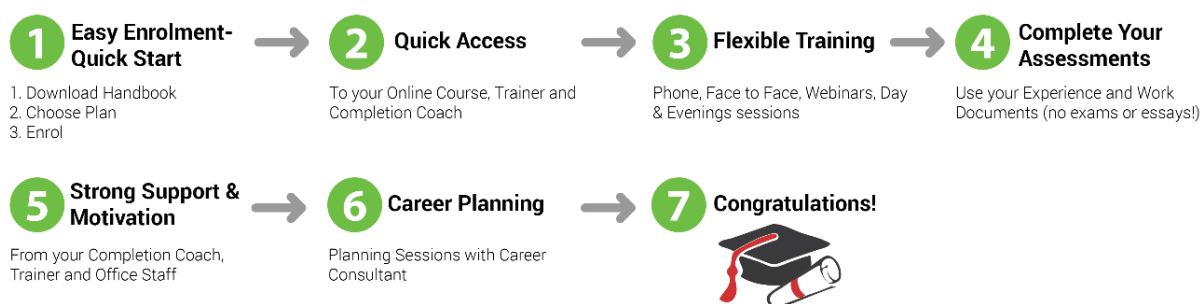 1
Easy Enrolment-
Quick Start
1. Download Handbook
2. Choose Plan
3. Enrol
2
Quick Access
To your Online Course, Trainer and
Completion Coach
3
Flexible Training
Phone, Face to Face, Webinars, Day
& Evenings sessions
4
Complete Your
Assessments
Use your Experience and Work
Documents (no exams or essays!)
5
Strong Support &
Motivation
From your Completion Coach,
Trainer and Office Staff
6
Career Planning
Planning Sessions with Career
Consultant
7
Congratulations!